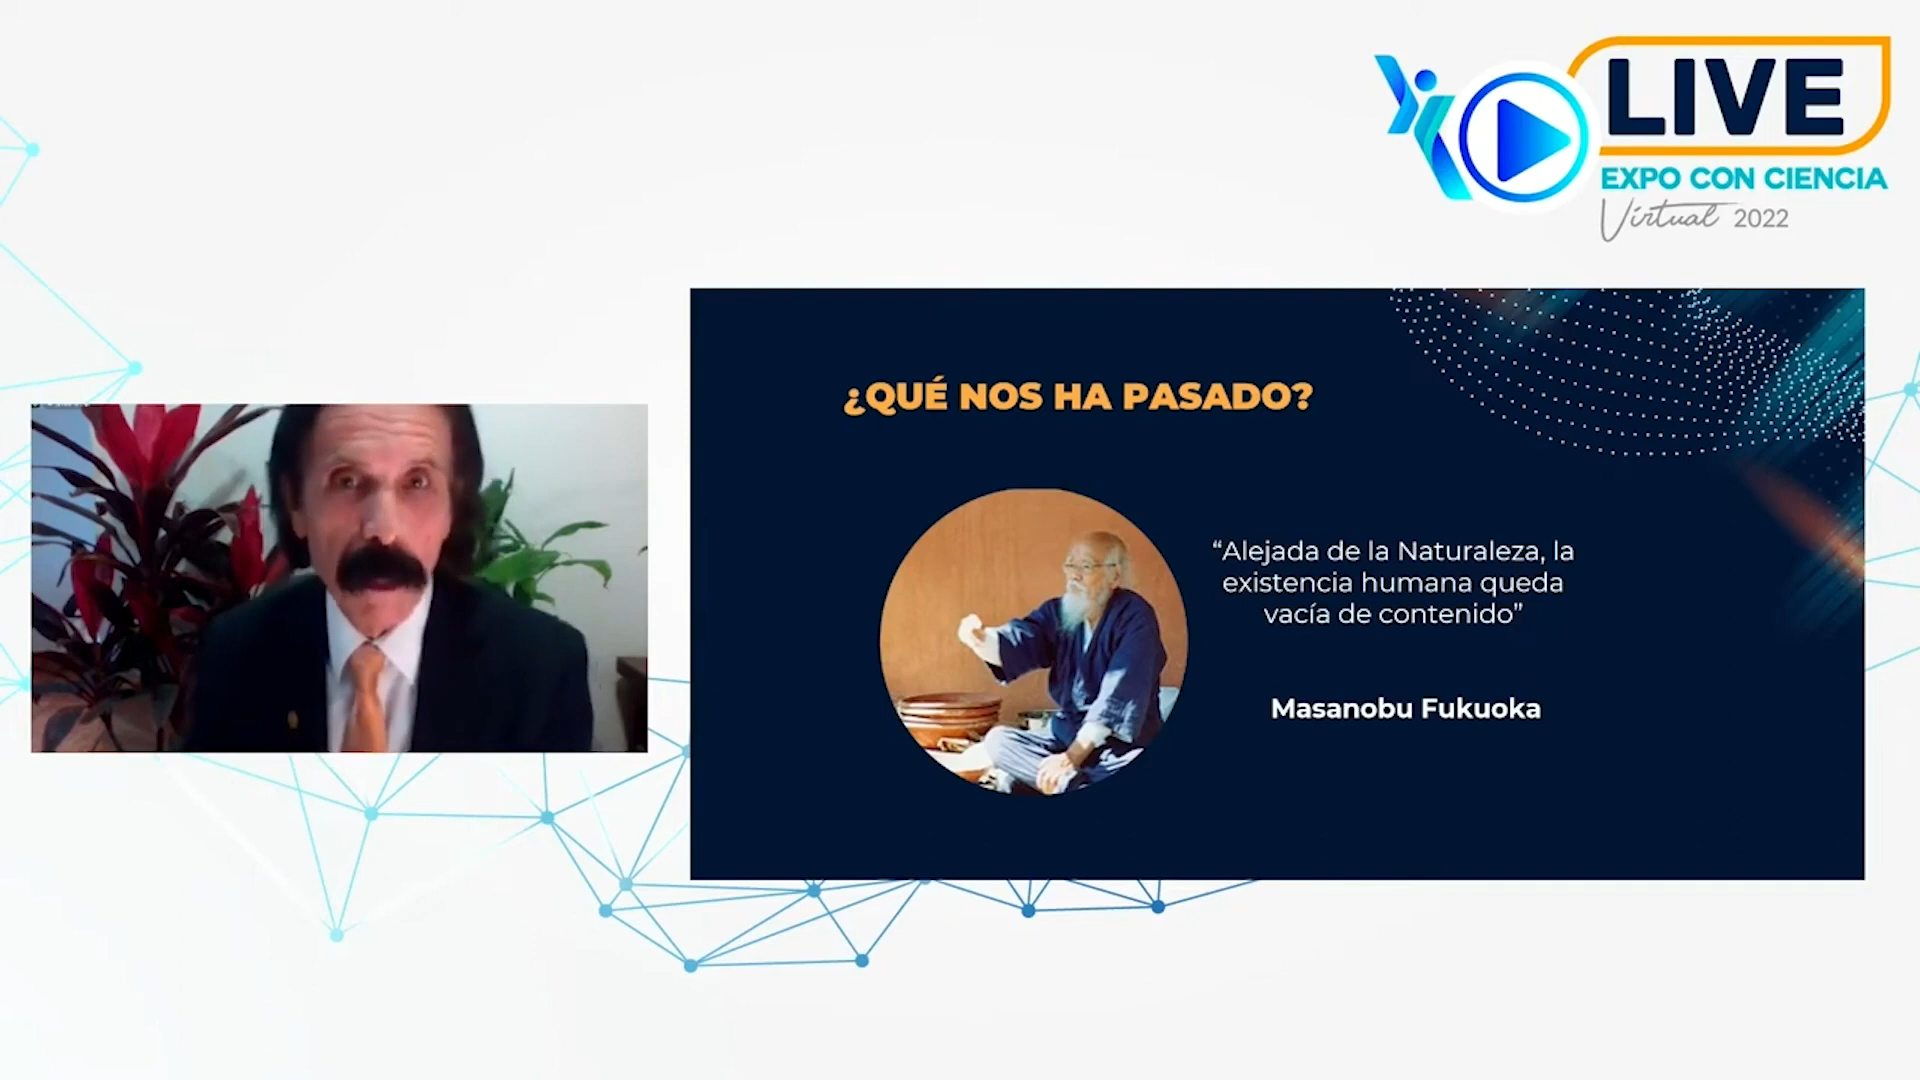 LIVE
EXPO CON CIENCIA
Virtual 2022
¿QUÉ NOS HA PASADO?
“Alejada de la Naturaleza, la
existencia humana queda
vacía de contenido”
Masanobu Fukuoka